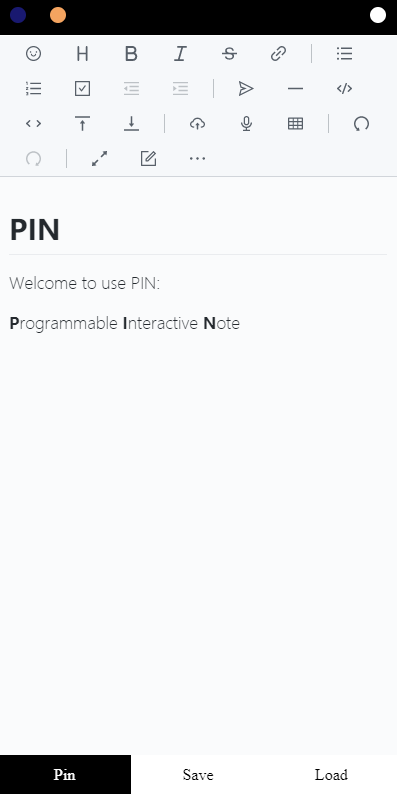 PIN
Welcome to use PIN:
Programmable Interactive Note
Pin Save Load